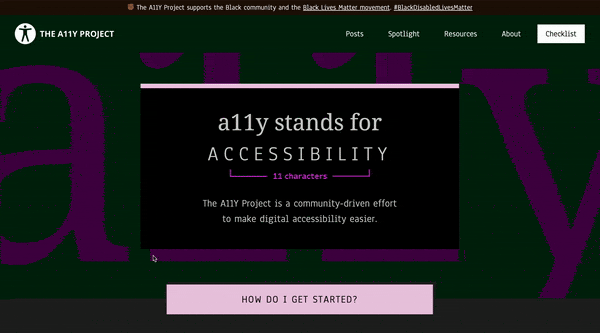 The A11Y Project supports the Black community and the Black Lives Matter movement. #BlackDisabledLivesMatter
THE A11Y PROJECT
Posts
Spotlight
Resources
About
Checklist
a11y
a11y stands for
ACCESSIBILITY
11 characters
The A11Y Project is a community-driven effort
to make digital accessibility easier.
HOW DO I GET STARTED?